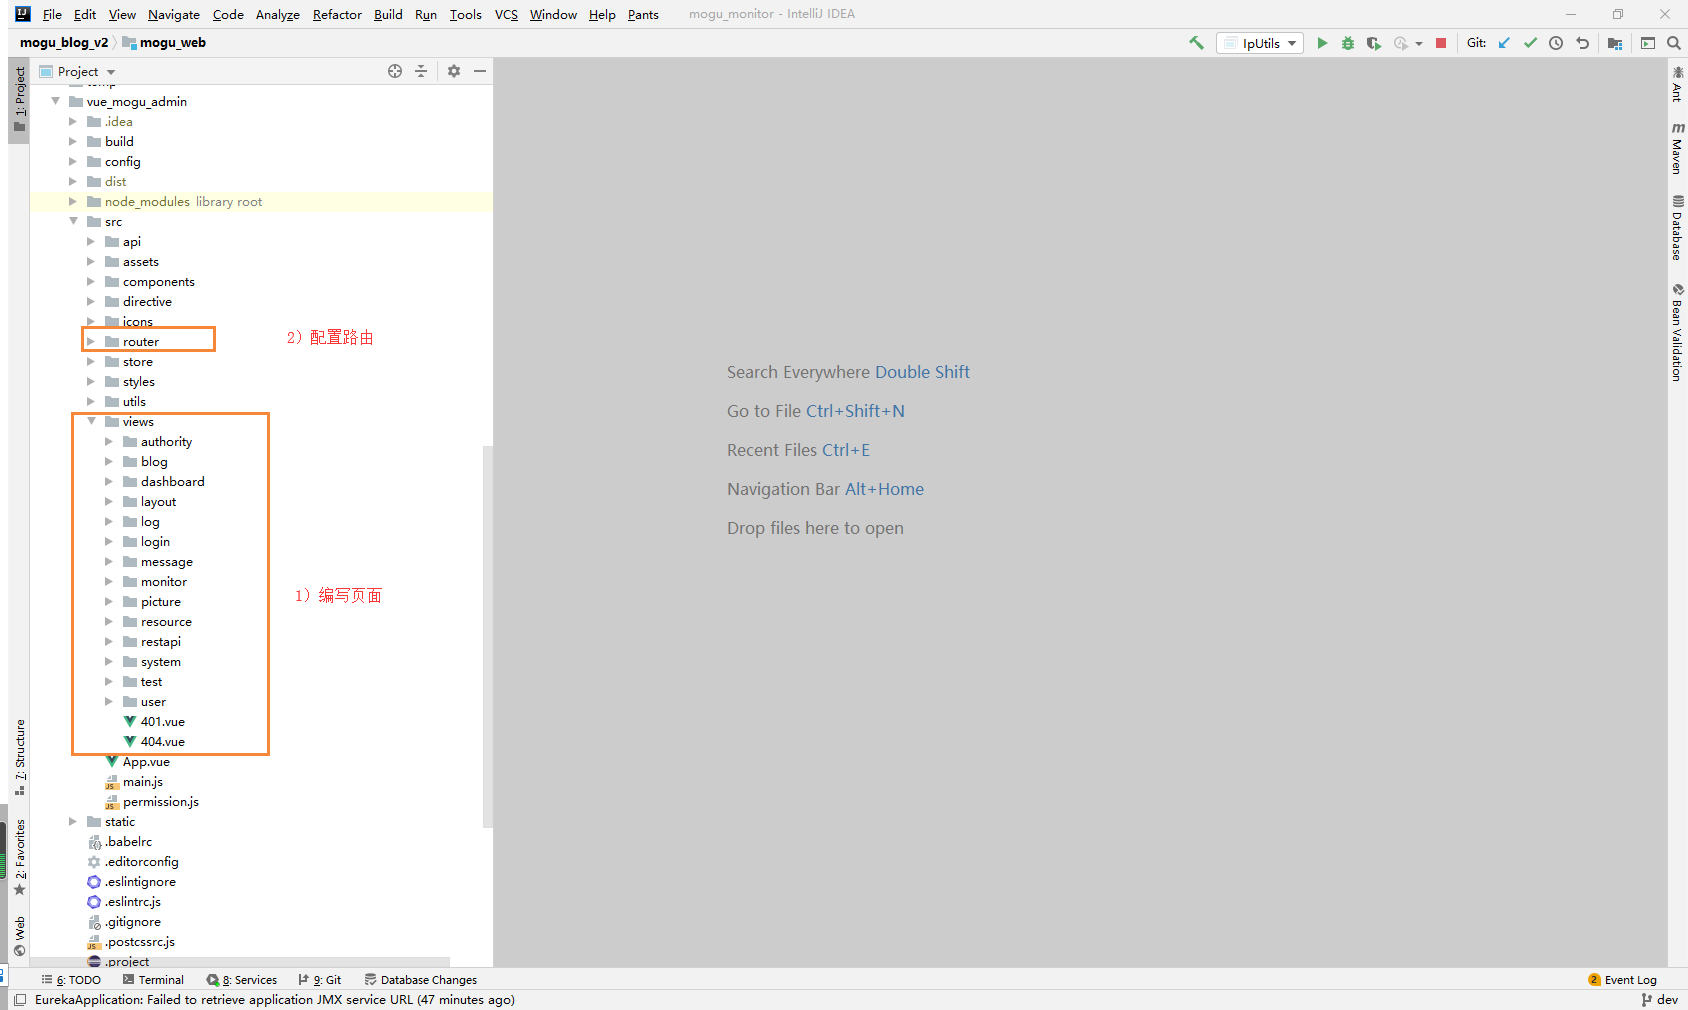 File Edit View Navigate Code Analyze Refactor Build Run Tools VCS Window Help Pants mogu_monitor - IntelliJ IDEA
mogu_blog_v2 mogu_web IpUtils Git:
Project
1: Project
7: Structure
2: Favorites
Web
vue_mogu_admin
.idea
build
config
dist
node_modules library root
src
api
assets
components
directive
icons
router
2）配置路由
store
styles
utils
views
authority
blog
dashboard
layout
log
login
message
monitor
1）编写页面
picture
resource
restapi
system
test
user
401.vue
404.vue
App.vue
main.js
permission.js
static
.babelrc
.editorconfig
.eslintignore
.eslintrc.js
.gitignore
.postcssrc.js
.project
Search Everywhere Double Shift
Go to File Ctrl+Shift+N
Recent Files Ctrl+E
Navigation Bar Alt+Home
Drop files here to open
Ant
Maven
Database
Bean Validation
6: TODO Terminal 8: Services 9: Git Database Changes 2 Event Log
EurekaApplication: Failed to retrieve application JMX service URL (47 minutes ago) dev